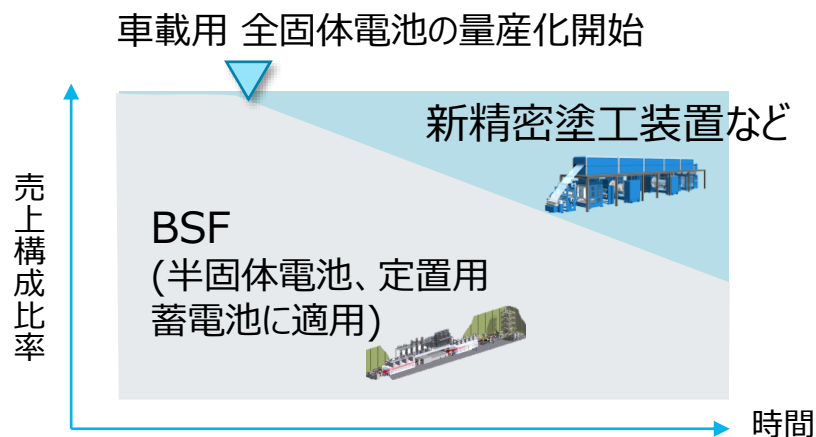 車載用 全固体電池の量産化開始
新精密塗工装置など
売上構成比率
BSF
(半固体電池、定置用
蓄電池に適用)
時間